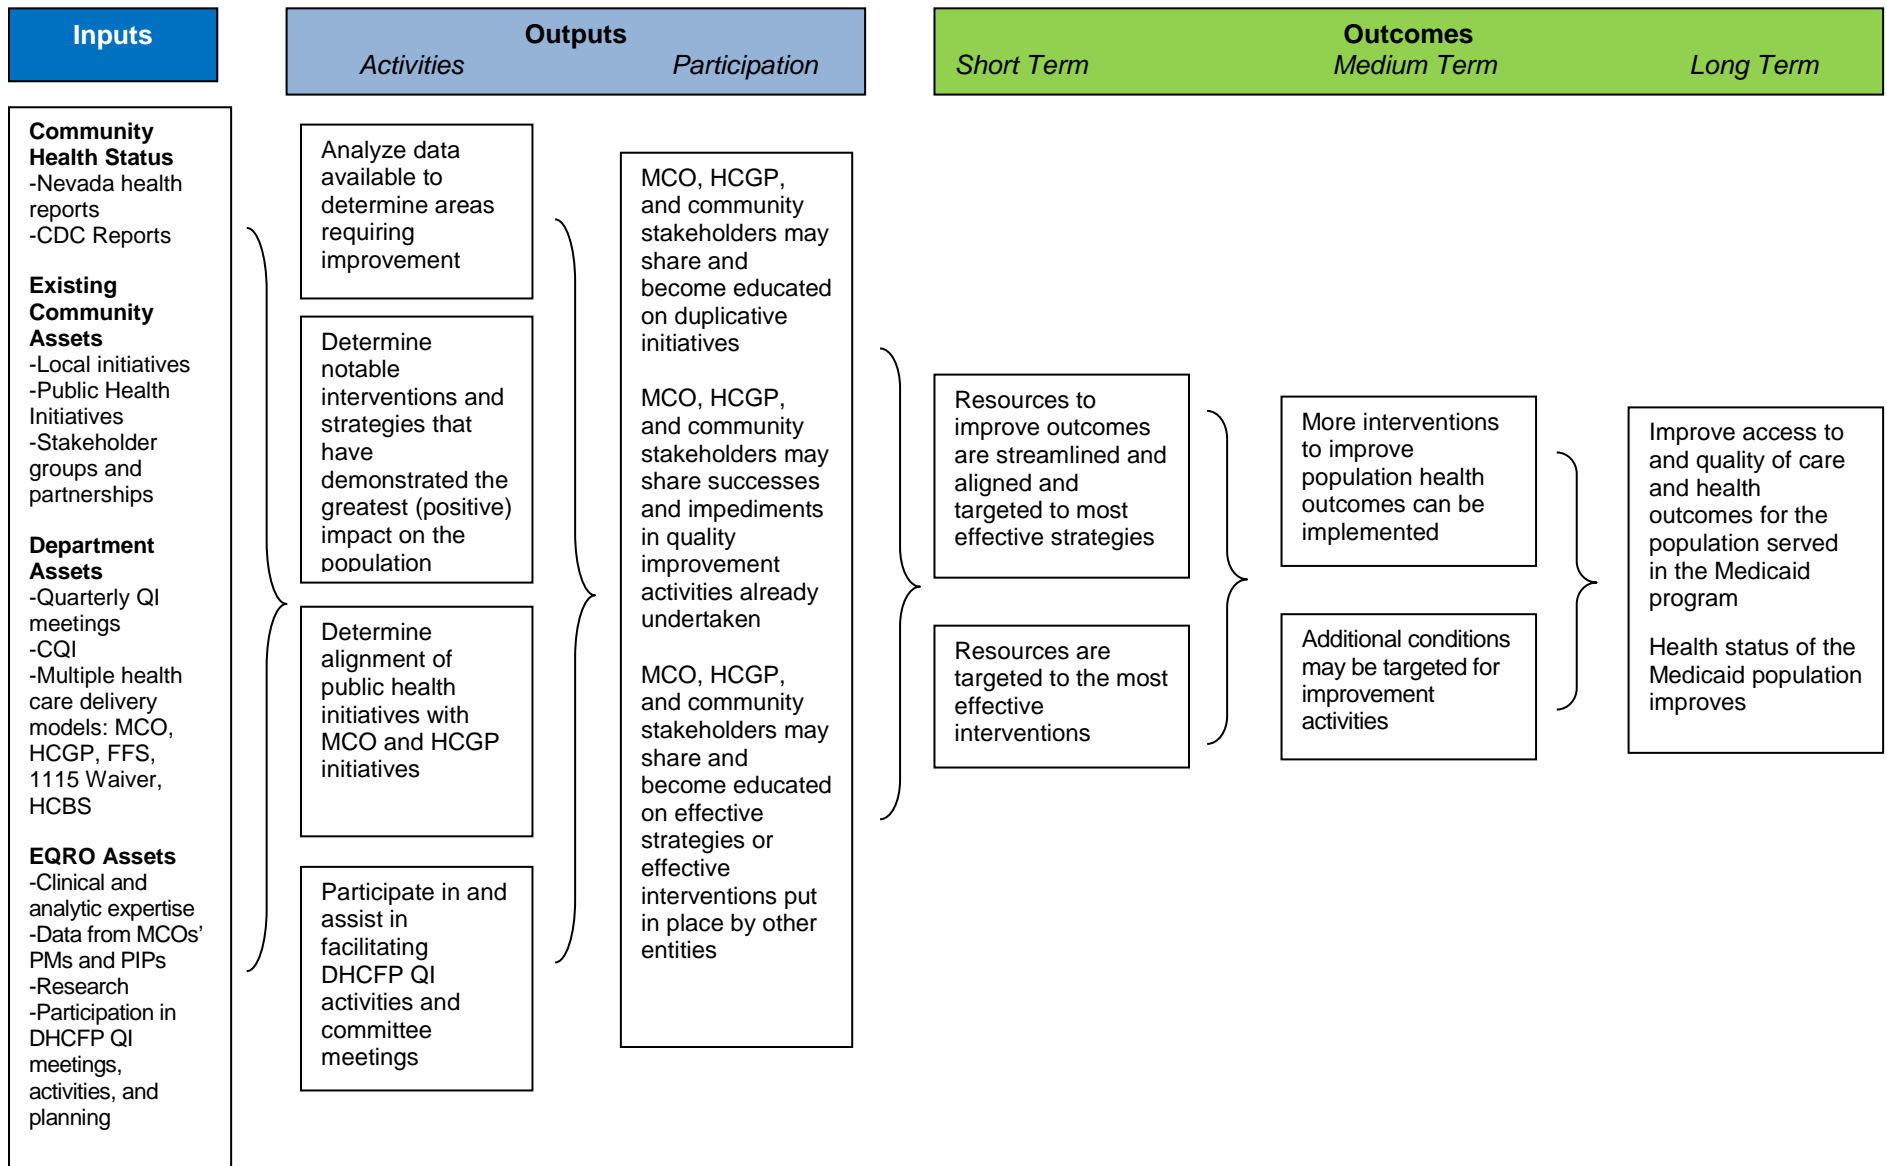 Inputs
Outputs
Activities
Participation
Outcomes
Short Term
Medium Term
Long Term
Community
Health Status
-Nevada health
reports
-CDC Reports
Existing
Community
Assets
-Local initiatives
-Public Health
Initiatives
-Stakeholder
groups and
partnerships
Department
Assets
-Quarterly QI
meetings
-CQI
-Multiple health
care delivery
models: MCO,
HCGP, FFS,
1115 Waiver,
HCBS
EQRO Assets
-Clinical and
analytic expertise
-Data from MCOs’
PMs and PIPs
-Research
-Participation in
DHCFP QI
meetings,
activities, and
planning
Analyze data
available to
determine areas
requiring
improvement
Determine
notable
interventions and
strategies that
have
demonstrated the
greatest (positive)
impact on the
population
Determine
alignment of
public health
initiatives with
MCO and HCGP
initiatives
Participate in and
assist in
facilitating
DHCFP QI
activities and
committee
meetings
MCO, HCGP,
and community
stakeholders may
share and
become educated
on duplicative
initiatives
MCO, HCGP,
and community
stakeholders may
share successes
and impediments
in quality
improvement
activities already
undertaken
MCO, HCGP,
and community
stakeholders may
share and
become educated
on effective
strategies or
effective
interventions put
in place by other
entities
Resources to
improve outcomes
are streamlined and
aligned and
targeted to most
effective strategies
Resources are
targeted to the most
effective
interventions
More interventions
to improve
population health
outcomes can be
implemented
Additional conditions
may be targeted for
improvement
activities
Improve access to
and quality of care
and health
outcomes for the
population served
in the Medicaid
program
Health status of the
Medicaid population
improves